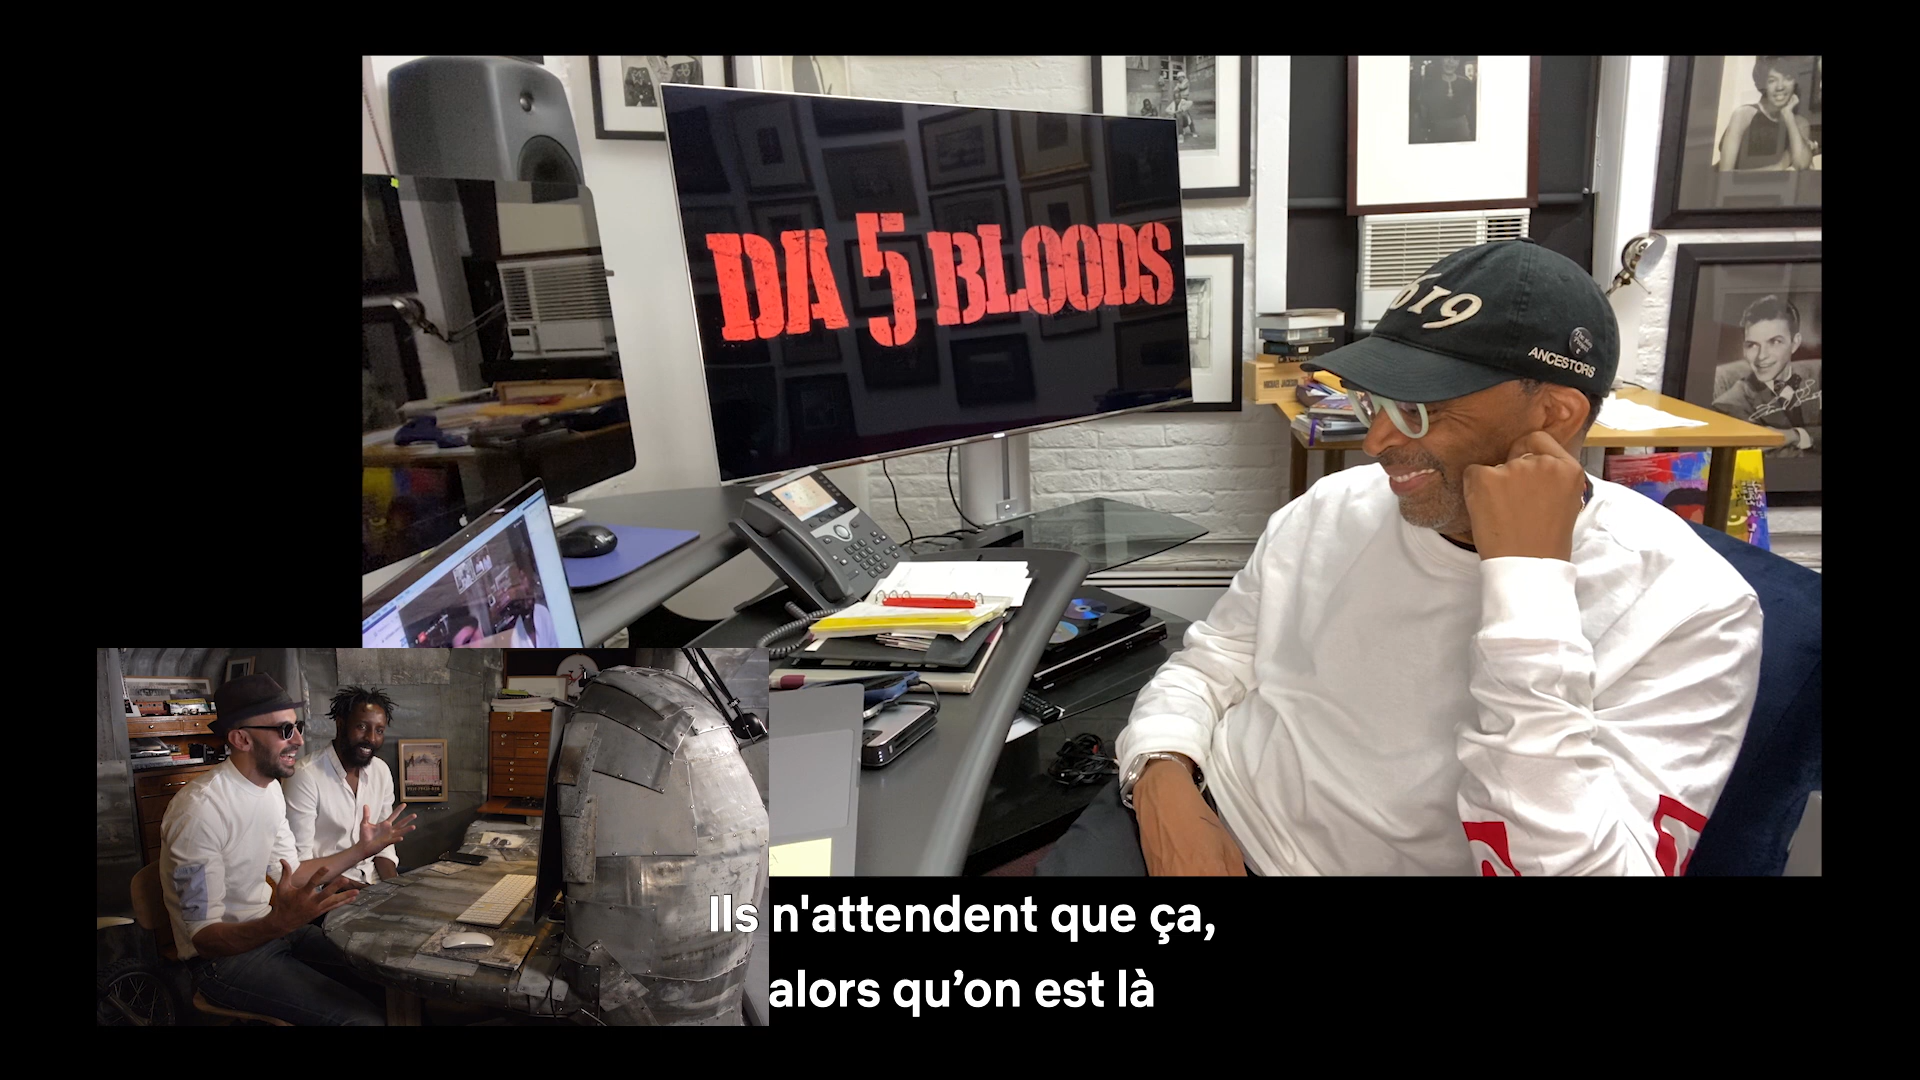 DA 5 BLOODS
1619
ANCESTORS
Ils n'attendent que ça,
alors qu’on est là